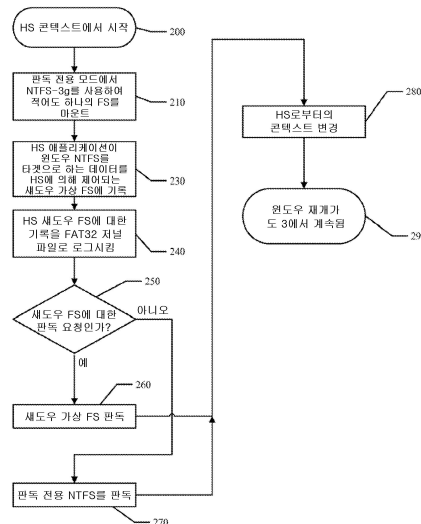 HS 콘텍스트에서 시작
200
판독 전용 모드에서
NTFS-3g를 사용하여
적어도 하나의 FS를
마운트
210
HS 애플리케이션이
윈도우 NTFS를
타겟으로 하는 데이터를
HS에 의해 제어되는
섀도우 가상 FS에 기록
230
HS 섀도우 FS에 대한
기록을 FAT32 저널
파일로 로그시킴
240
250
섀도우 FS에 대한
판독 요청인가?
아니오
예
260
섀도우 가상 FS 판독
판독 전용 NTFS를 판독
270
HS로부터의
콘텍스트 변경
280
윈도우 재개가
도 3에서 계속됨
29